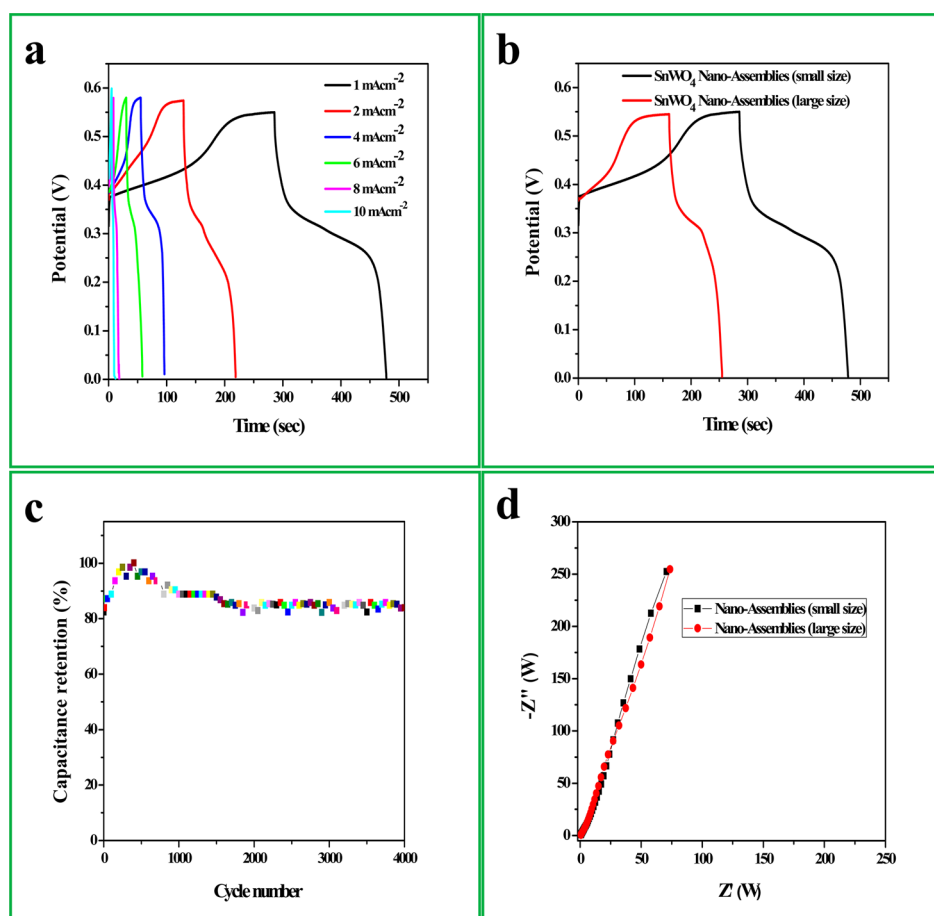 a
0.6
0.5
0.4
0.3
0.2
0.1
0.0
Potential (V)
0 100 200 300 400 500
Time (sec)
1 mAcm-2
2 mAcm-2
4 mAcm-2
6 mAcm-2
8 mAcm-2
10 mAcm-2
b
0.6
0.5
0.4
0.3
0.2
0.1
0.0
Potential (V)
0 100 200 300 400 500
Time (sec)
SnWO4 Nano-Assemblies (small size)
SnWO4 Nano-Assemblies (large size)
c
100
80
60
40
20
0
Capacitance retention (%)
0 1000 2000 3000 4000
Cycle number
d
300
250
200
150
100
50
0
-Z'' (W)
0 50 100 150 200 250
Z' (W)
Nano-Assemblies (small size)
Nano-Assemblies (large size)